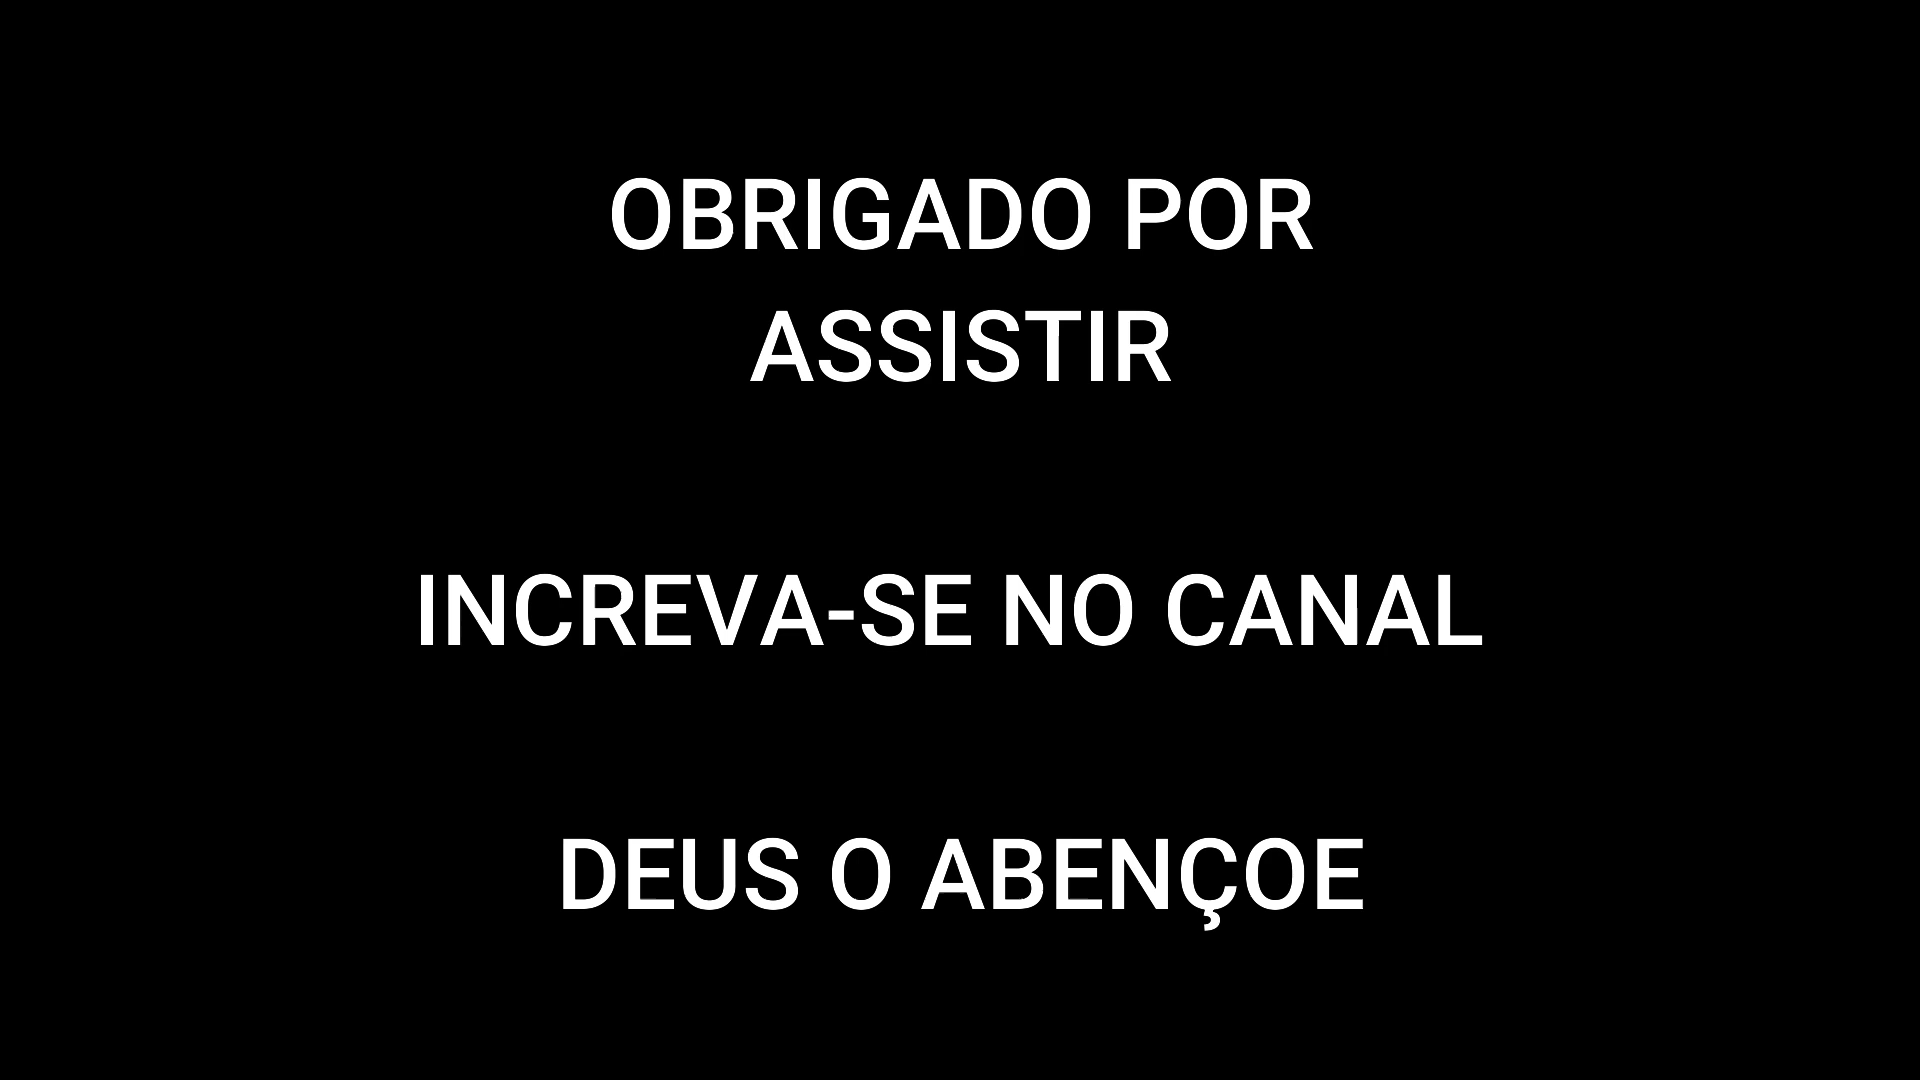 OBRIGADO POR
ASSISTIR
INCREVA-SE NO CANAL
DEUS O ABENÇOE